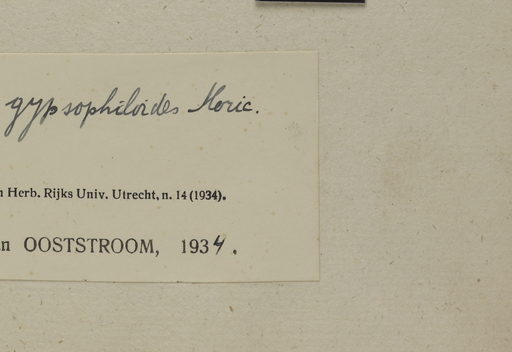 gypsophiloides Moric.
Herb. Rijks Univ. Utrecht, n. 14 (1934).
OOSTSTROOM, 1934.